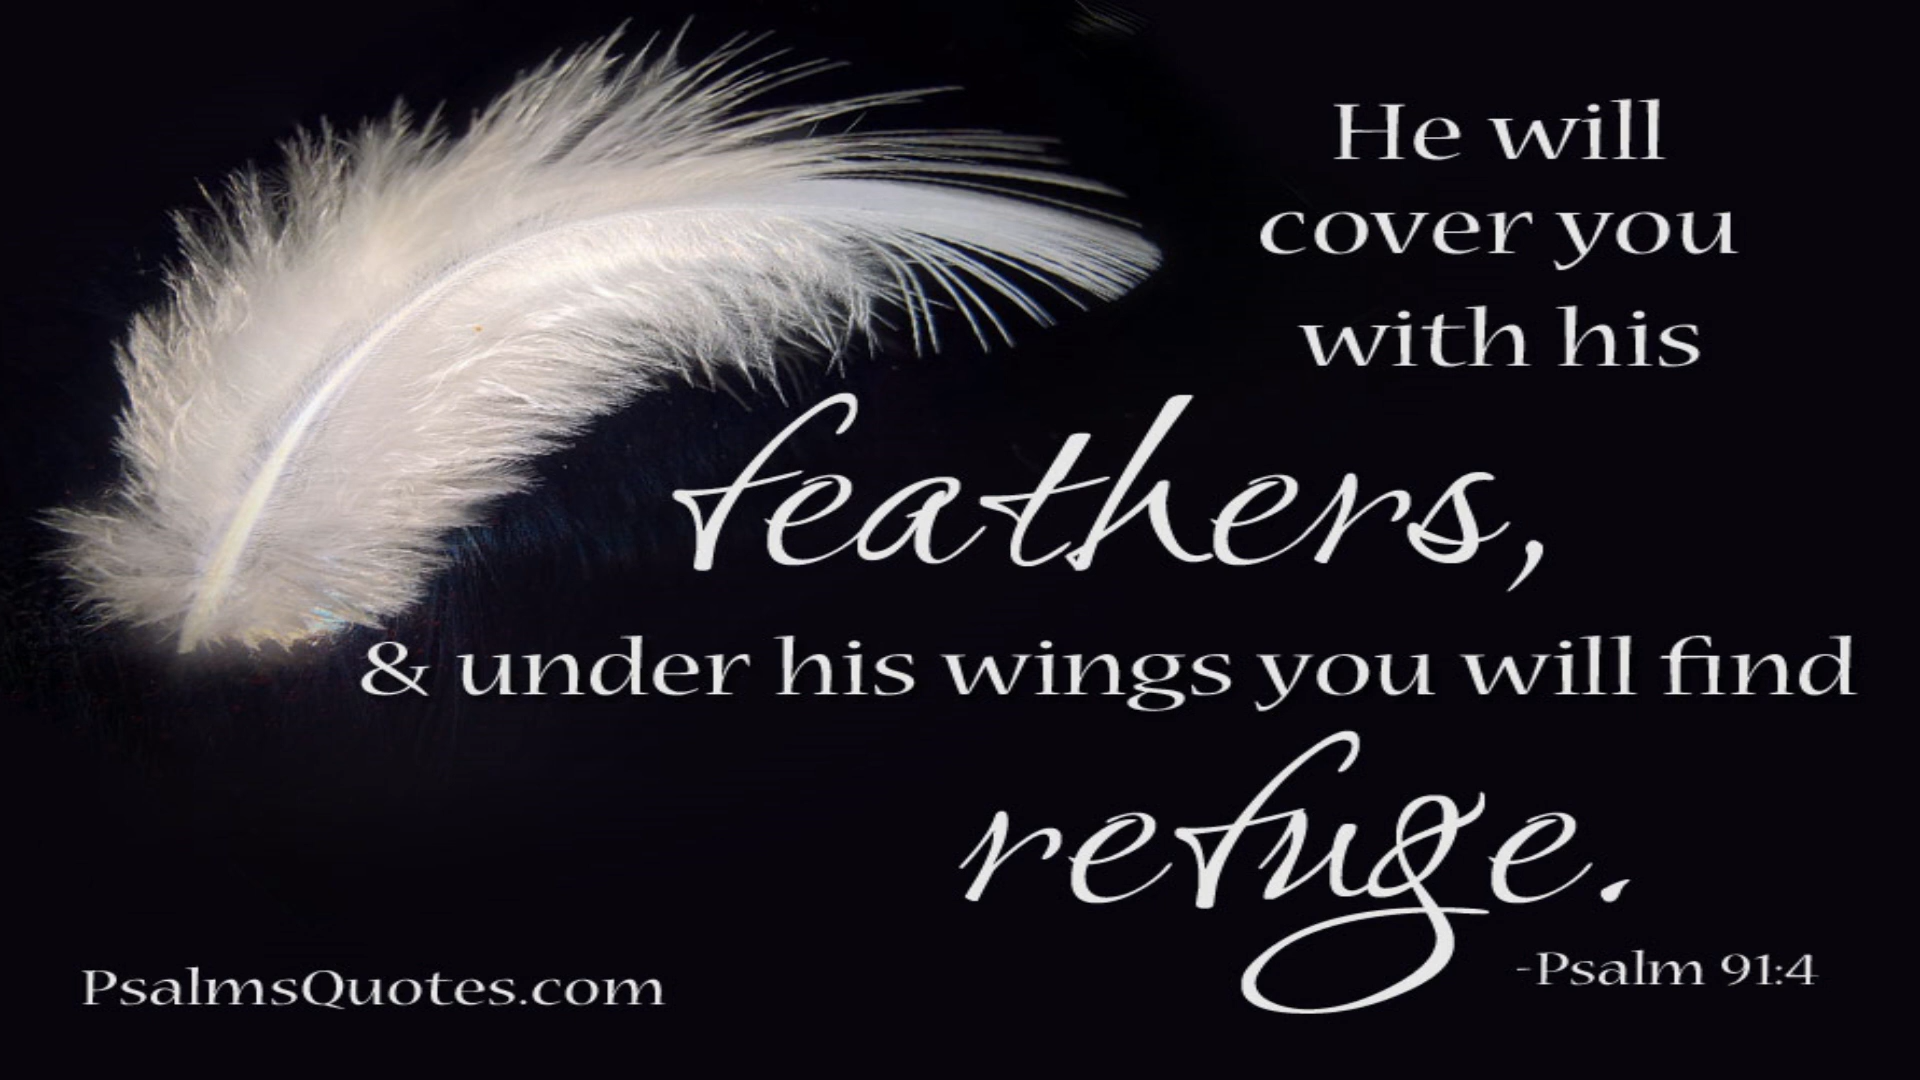 He will
cover you
with his
feathers,
& under his wings you will find
refuge.
-Psalm 91:4
PsalmsQuotes.com